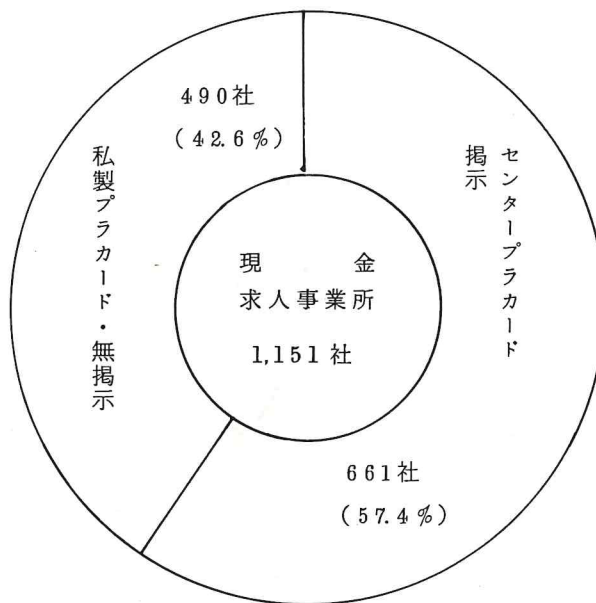 490社
(42.6%)
私製プラカード・無掲示
センタープラカード
掲示
現　　金
求人事業所
1,151社
661社
(57.4%)